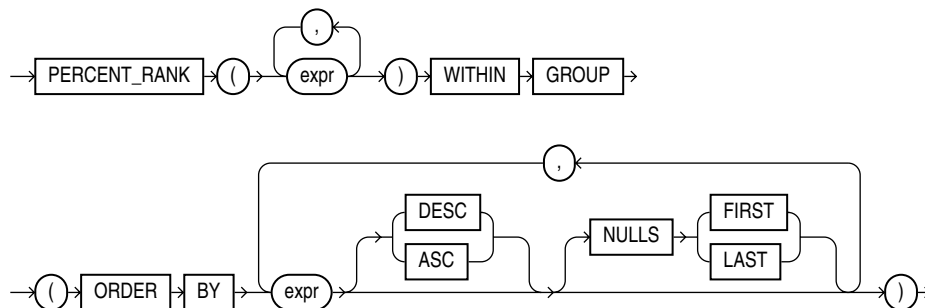 ,
PERCENT_RANK ( expr ) WITHIN GROUP
,
DESC FIRST
NULLS
ASC LAST
( ORDER BY expr )